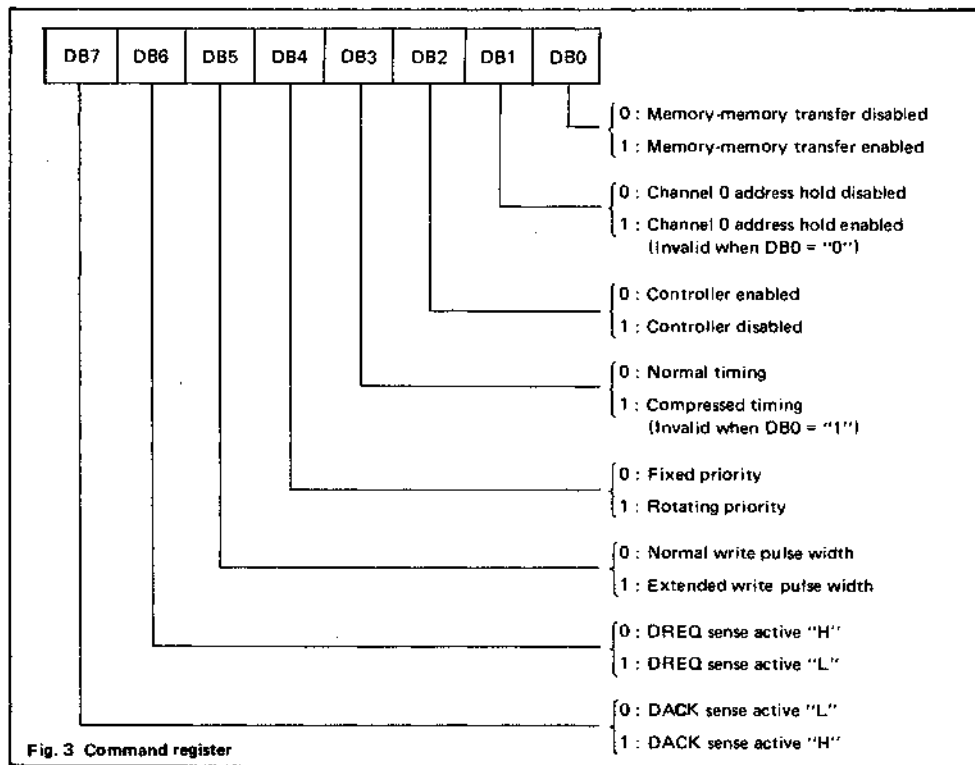 DB7 DB6 DB5 DB4 DB3 DB2 DB1 DB0
0 : Memory-memory transfer disabled
1 : Memory-memory transfer enabled
0 : Channel 0 address hold disabled
1 : Channel 0 address hold enabled
(Invalid when DB0 = "0")
0 : Controller enabled
1 : Controller disabled
0 : Normal timing
1 : Compressed timing
(Invalid when DB0 = "1")
0 : Fixed priority
1 : Rotating priority
0 : Normal write pulse width
1 : Extended write pulse width
0 : DREQ sense active "H"
1 : DREQ sense active "L"
0 : DACK sense active "L"
1 : DACK sense active "H"
Fig. 3 Command register